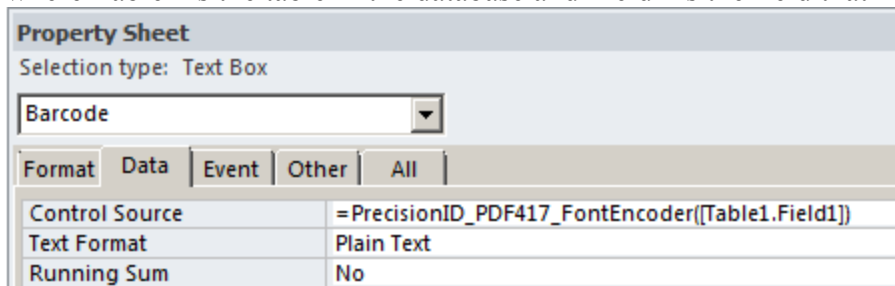 Property Sheet
Selection type: Text Box
Barcode
Format Data Event Other All
Control Source =PrecisionID_PDF417_FontEncoder([Table1.Field1])
Text Format Plain Text
Running Sum No